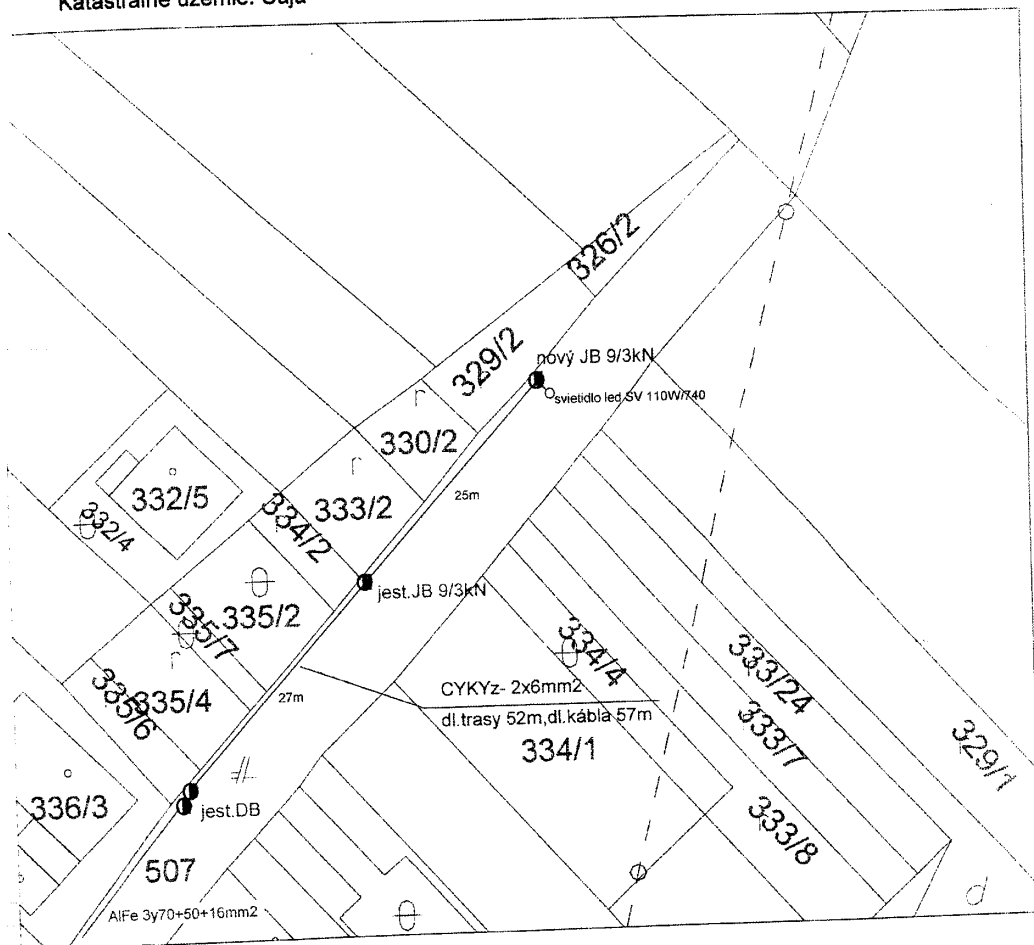 Katastrálne územie: Čaja
326/2
329/2
nový JB 9/3kN
svietidlo led SV 110W/740
330/2
332/5
333/2
25m
332/4
334/2
jest.JB 9/3kN
335/2
335/7
334/4
333/24
335/4
335/6
27m
CYKYz- 2x6mm2
dl.trasy 52m,dl.kábla 57m
334/1
333/7
329/1
336/3
jest.DB
333/8
507
AlFe 3y70+50+16mm2